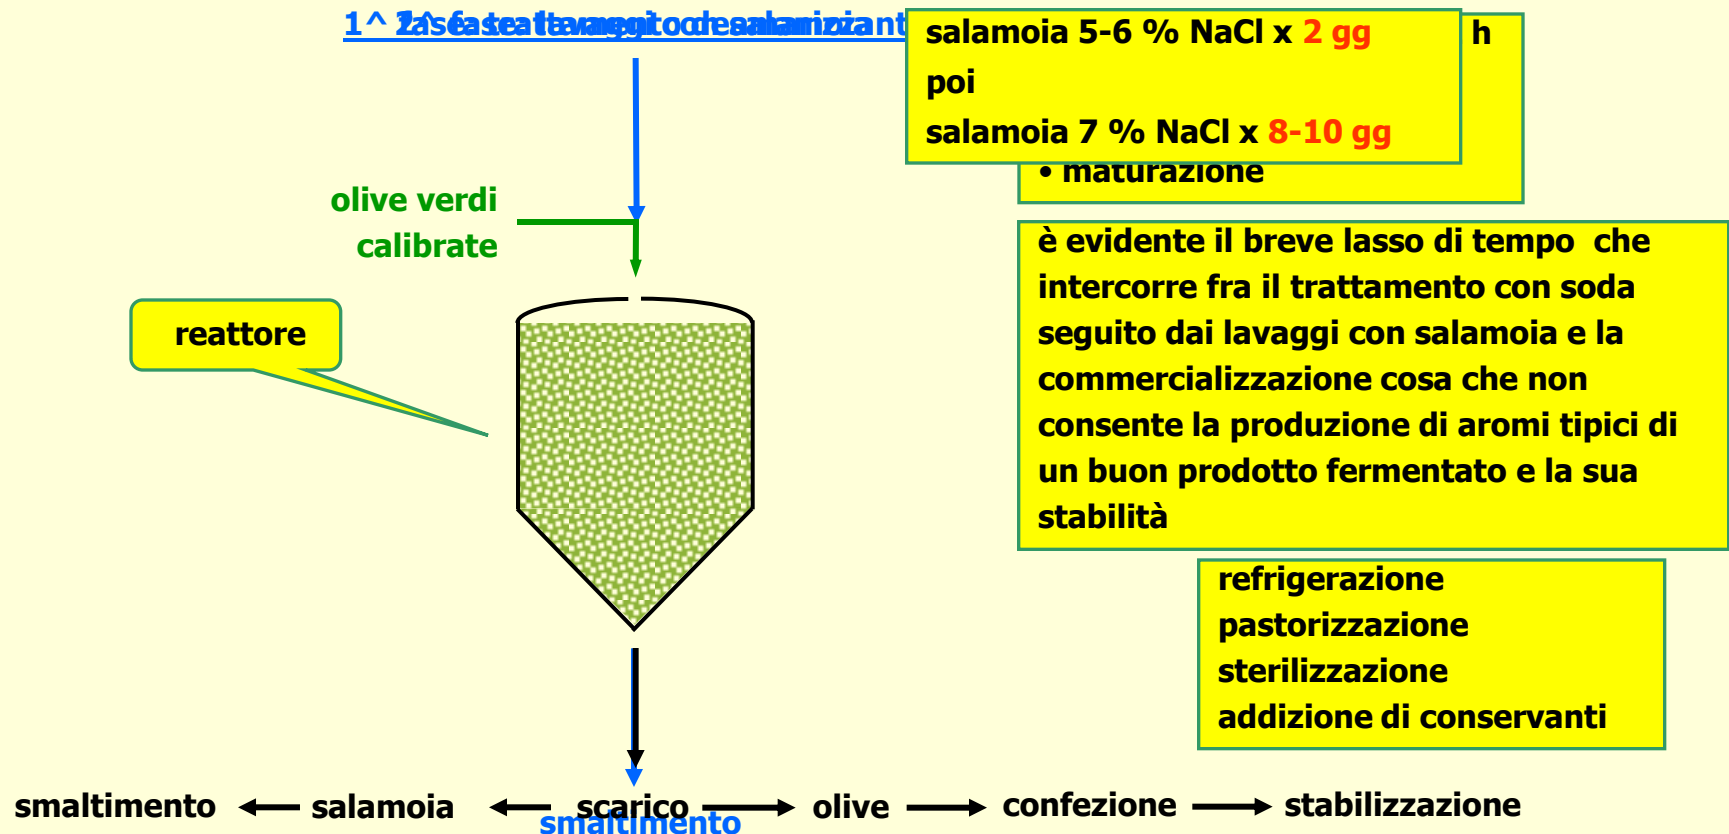 salamoia 5-6 % NaCl x 2 gg
h
poi
salamoia 7 % NaCl x 8-10 gg
• maturazione
olive verdi
calibrate
reattore
è evidente il breve lasso di tempo che
intercorre fra il trattamento con soda
seguito dai lavaggi con salamoia e la
commercializzazione cosa che non
consente la produzione di aromi tipici di
un buon prodotto fermentato e la sua
stabilità
refrigerazione
pastorizzazione
sterilizzazione
addizione di conservanti
smaltimento salamoia scarico olive confezione stabilizzazione
smaltimento